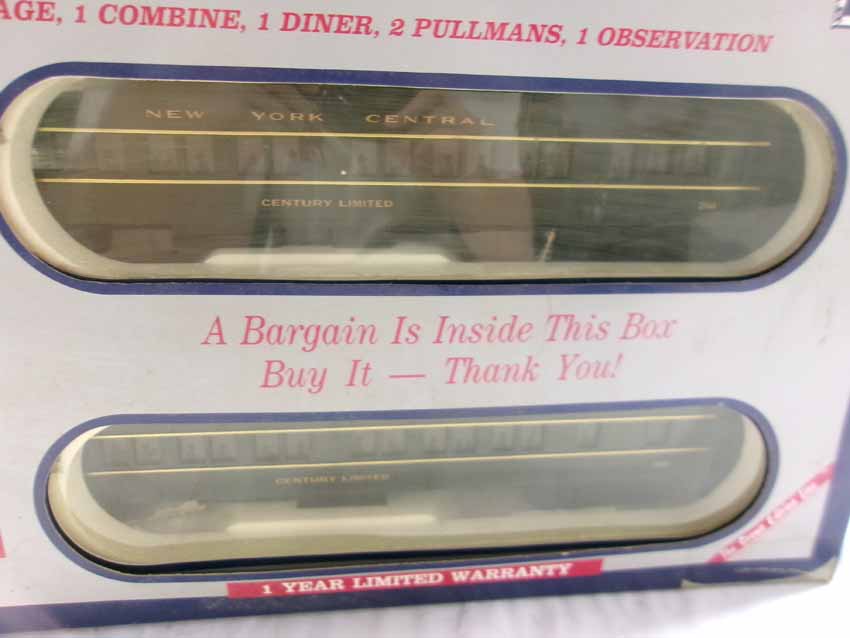 AGE, 1 COMBINE, 1 DINER, 2 PULLMANS, 1 OBSERVATION
NEW YORK CENTRAL
CENTURY LIMITED
A Bargain Is Inside This Box
Buy It — Thank You!
CENTURY LIMITED
1 YEAR LIMITED WARRANTY